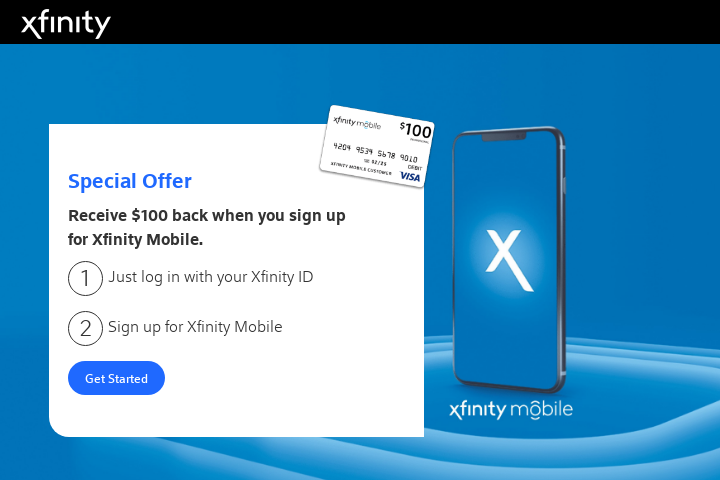 xfinity
xfinity mobile
$100
4204 9534 5678 9010
02/25
DEBIT
XFINITY MOBILE CUSTOMER
VISA
Special Offer
Receive $100 back when you sign up
for Xfinity Mobile.
1 Just log in with your Xfinity ID
2 Sign up for Xfinity Mobile
Get Started
X
xfinity mobile